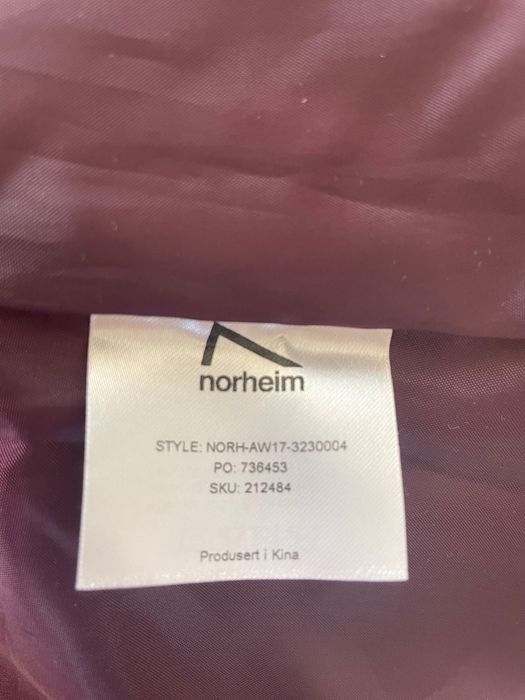 norheim
STYLE: NORH-AW17-3230004
PO: 736453
SKU: 212484
Produsert i Kina